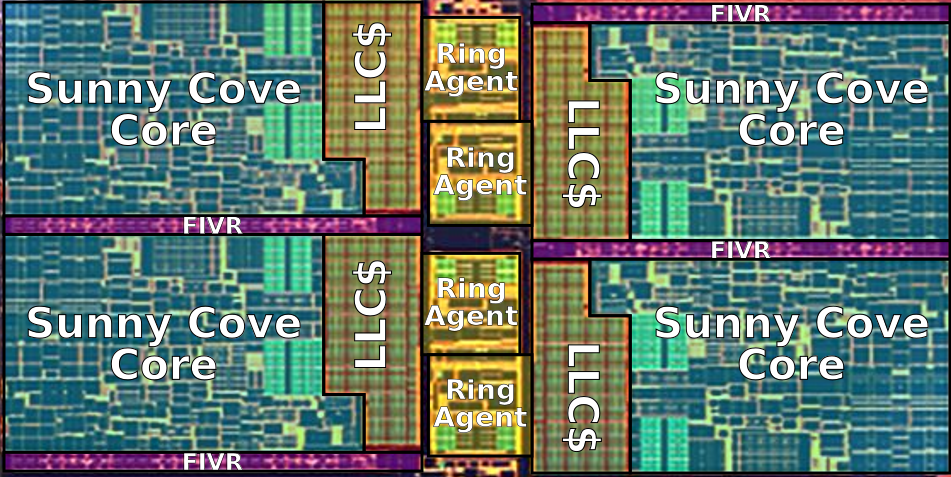 Sunny Cove
Core
LLC$
Ring
Agent
Ring
Agent
FIVR
LLC$
Sunny Cove
Core
FIVR
Sunny Cove
Core
LLC$
Ring
Agent
Ring
Agent
FIVR
LLC$
Sunny Cove
Core
FIVR